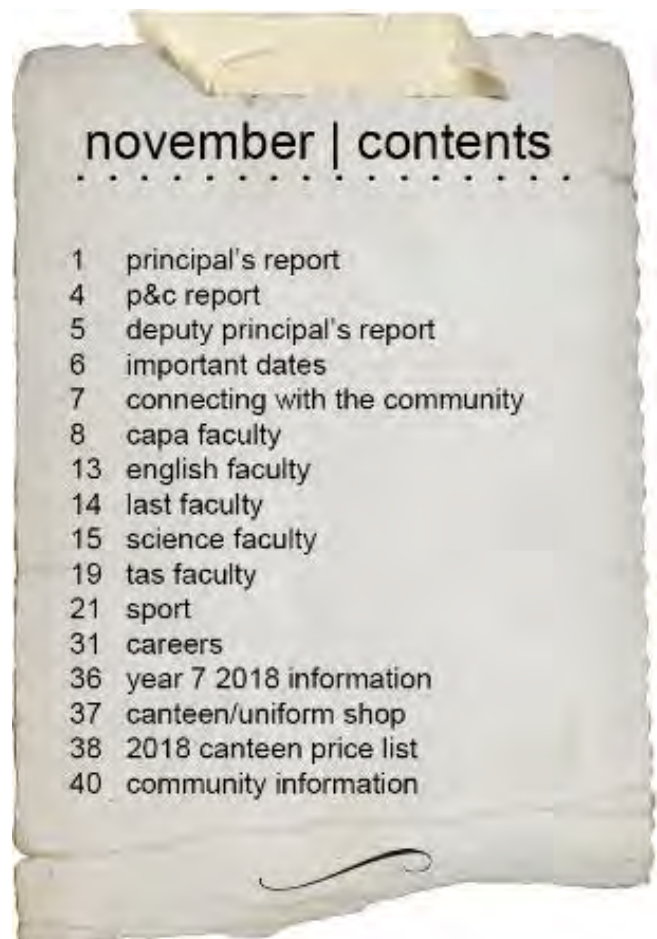 november | contents
1 principal's report
4 p&c report
5 deputy principal's report
6 important dates
7 connecting with the community
8 capa faculty
13 english faculty
14 last faculty
15 science faculty
19 tas faculty
21 sport
31 careers
36 year 7 2018 information
37 canteen/uniform shop
38 2018 canteen price list
40 community information